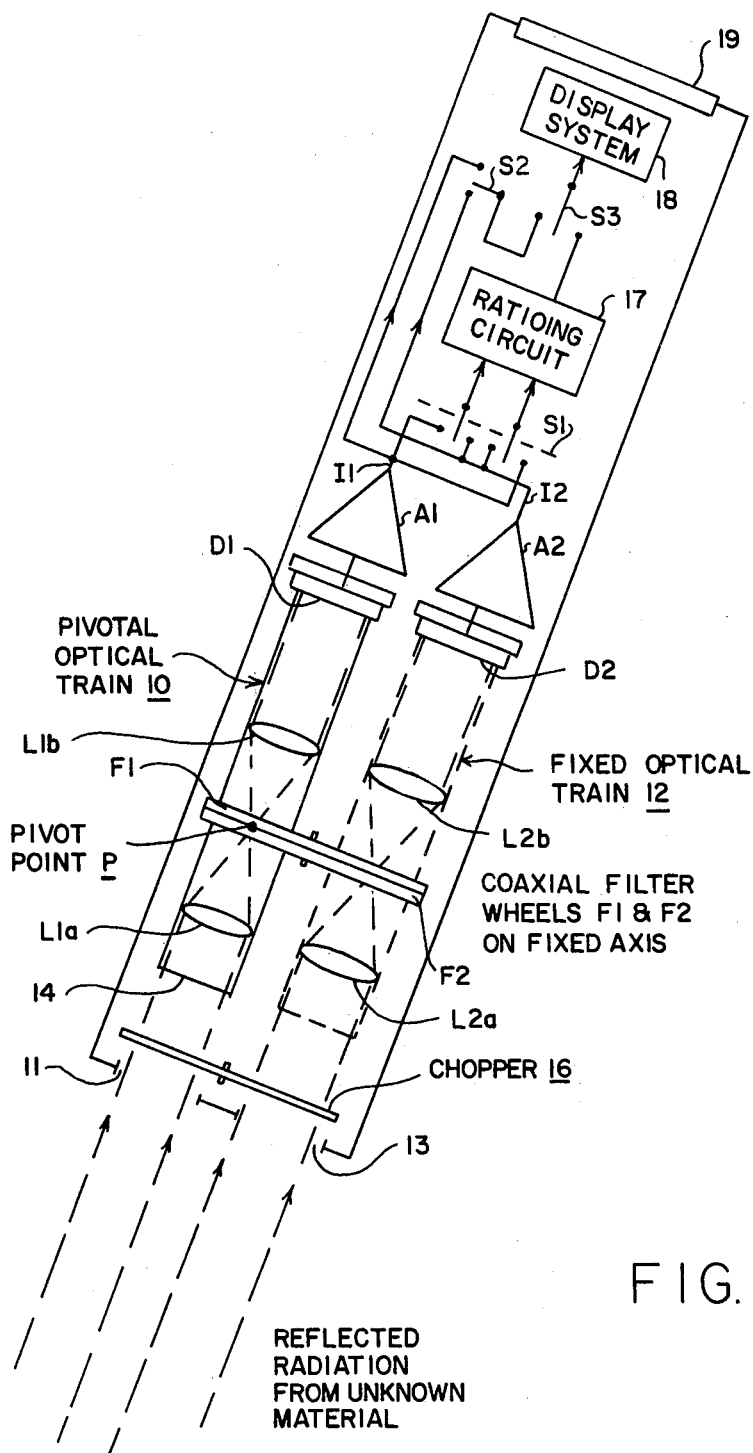 19
DISPLAY
SYSTEM
18
S2
S3
17
RATIOING
CIRCUIT
S1
I1
I2
A1
A2
D1
D2
PIVOTAL
OPTICAL
TRAIN 10
L1b
F1
FIXED OPTICAL
TRAIN 12
L2b
PIVOT
POINT P
COAXIAL FILTER
WHEELS F1 & F2
ON FIXED AXIS
L1a
F2
14
L2a
11
CHOPPER 16
13
FIG.
REFLECTED
RADIATION
FROM UNKNOWN
MATERIAL